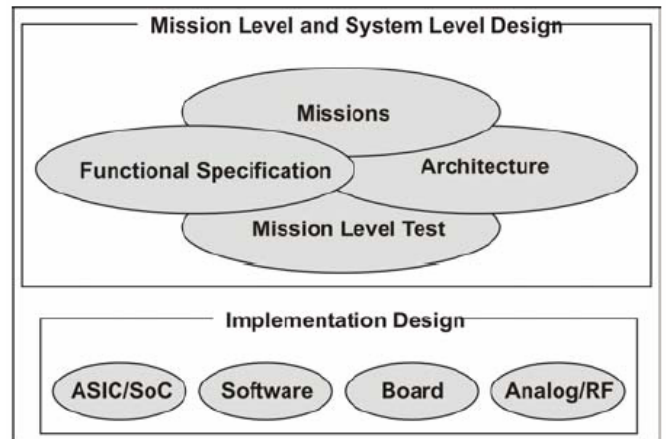 Mission Level and System Level Design
Missions
Functional Specification
Architecture
Mission Level Test
Implementation Design
ASIC/SoC
Software
Board
Analog/RF